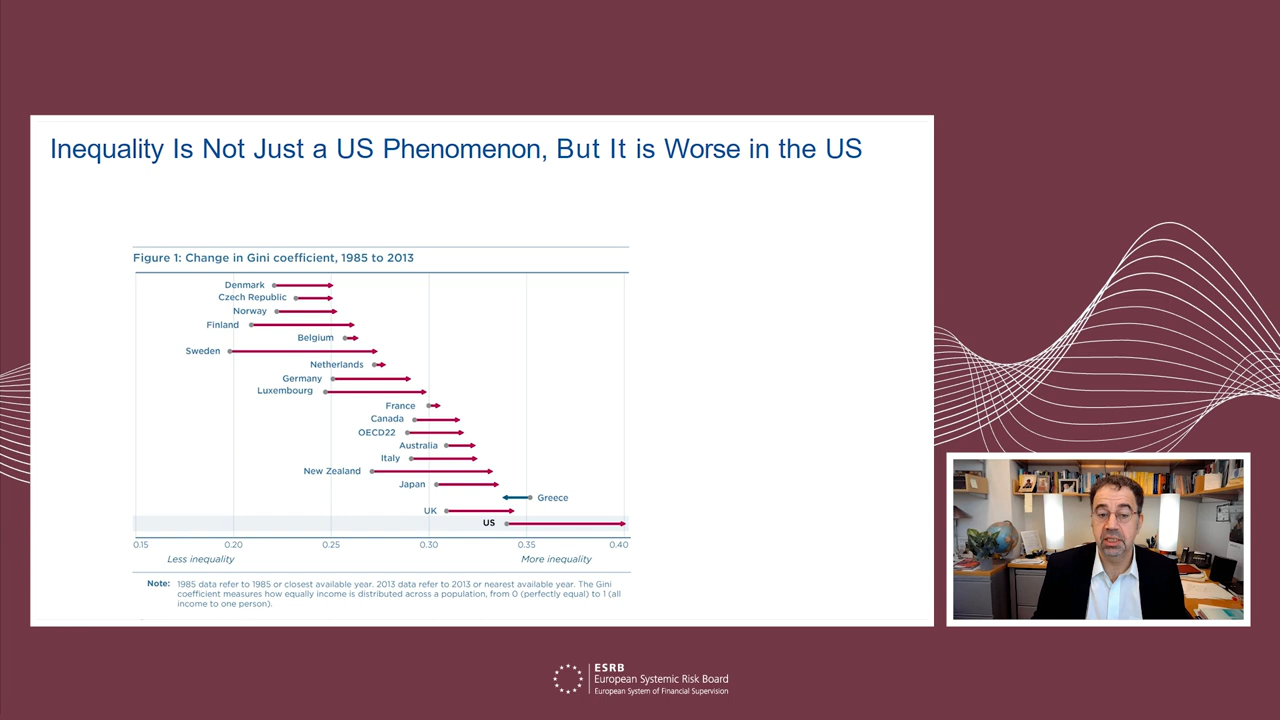 Inequality Is Not Just a US Phenomenon, But It is Worse in the US
Figure 1: Change in Gini coefficient, 1985 to 2013
Denmark
Czech Republic
Norway
Finland
Belgium
Sweden
Netherlands
Germany
Luxembourg
France
Canada
OECD22
Australia
Italy
New Zealand
Japan
Greece
UK
US
0.15 0.20 0.25 0.30 0.35 0.40
Less inequality More inequality
Note: 1985 data refer to 1985 or closest available year. 2013 data refer to 2013 or nearest available year. The Gini
coefficient measures how equally income is distributed across a population, from 0 (perfectly equal) to 1 (all
income to one person).
ESRB
European Systemic Risk Board
European System of Financial Supervision